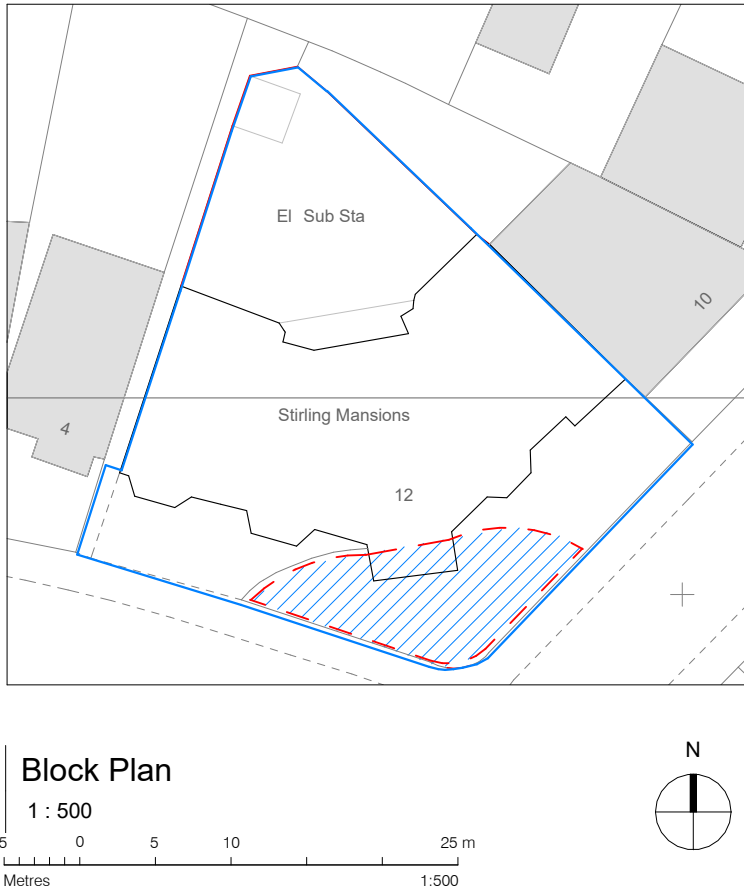 El Sub Sta
10
Stirling Mansions
4
12
Block Plan
1 : 500
N
5 0 5 10 25 m
Metres 1:500